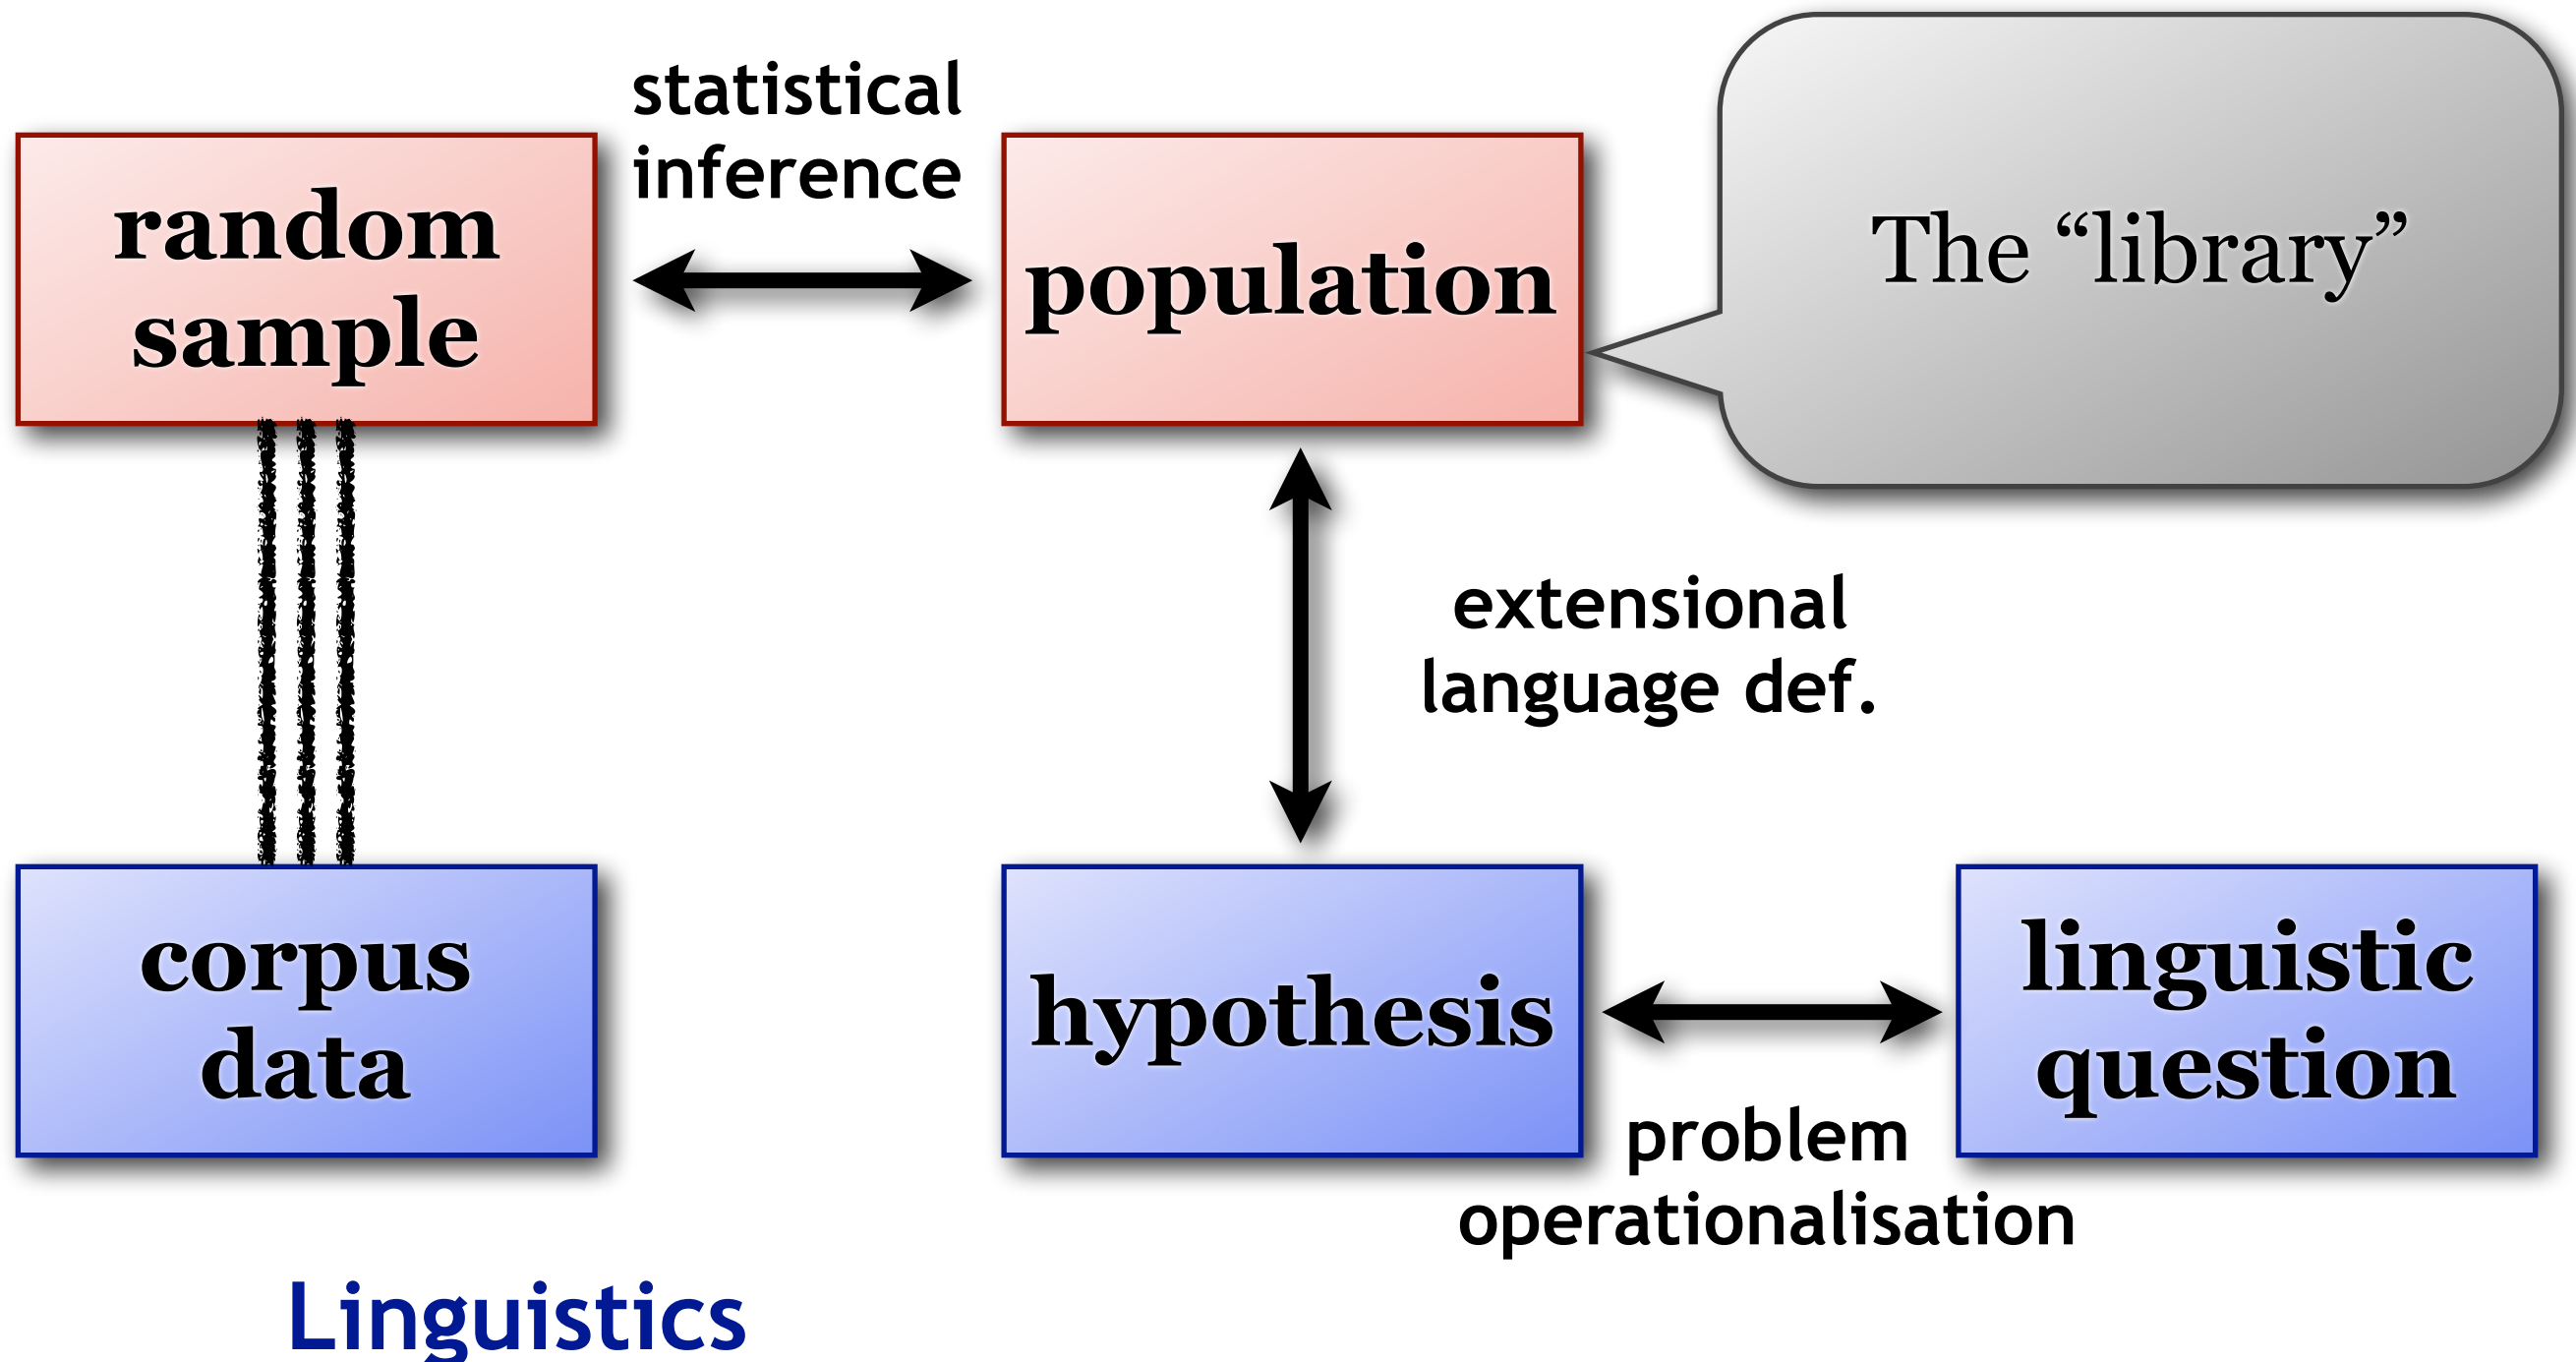 statistical
inference
random
sample
population
The “library”
extensional
language def.
corpus
data
hypothesis
linguistic
question
problem
operationalisation
Linguistics